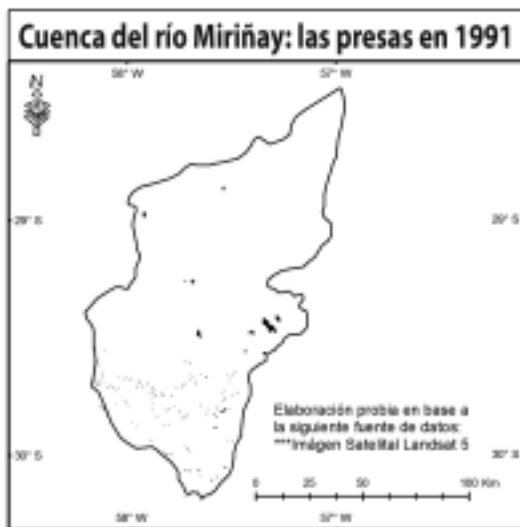 Cuenca del río Miriñay: las presas en 1991
58° W 57° W
N
29° S 29° S
Elaboración probia en base a
la siguiente fuente de datos:
***Imágen Satelital Landsat 5
30° S 30° S
0 25 50 100 Km
58° W 57° W